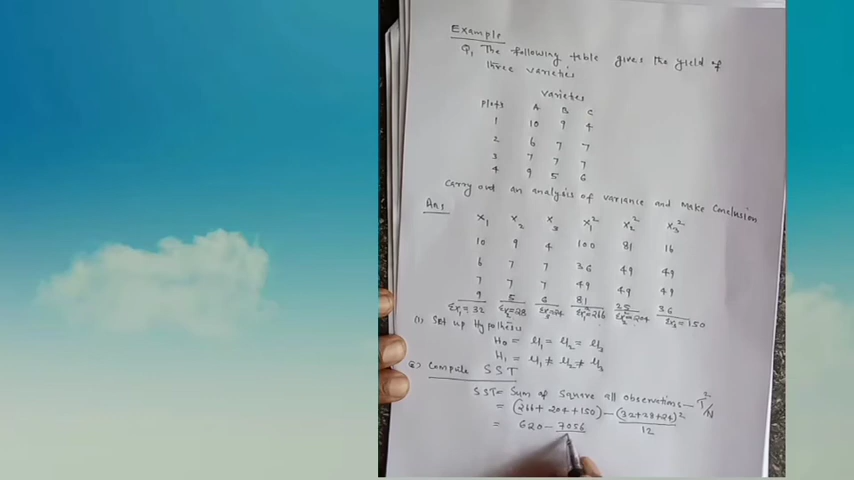 Example
Q, The following table gives the yield of
three varieties
varietes
plots A B C
1 10 9 4
2 6 7 7
3 7 7 7
4 9 5 6
Carry out an analysis of variance and make conclusion
Ans
X1 X2 X3 X1² X2² X3²
10 9 4 100 81 16
6 7 7 36 49 49
7 7 7 49 49 49
9 5 6 81 25 36
Σx1=32 Σx2=28 Σx3=24 Σx1²=266 Σx2²=204 Σx3=150
(1) Set up Hypothesis
H0 = μ1 = μ2 = μ3
H1 = μ1 ≠ μ2 ≠ μ3
(2) Compute SST
SST = Sum of Square all observations – T²/N
= (266 + 204 + 150) – (32+28+24)²/12
= 620 – 7056